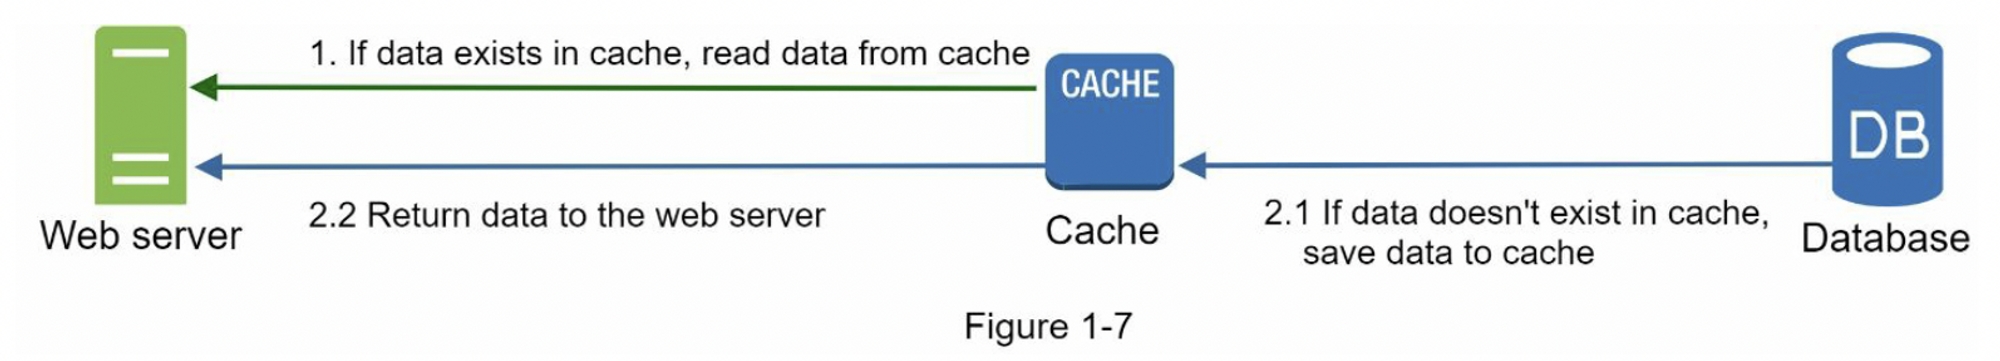 1. If data exists in cache, read data from cache
CACHE
DB
2.2 Return data to the web server
2.1 If data doesn't exist in cache,
save data to cache
Web server
Cache
Database
Figure 1-7